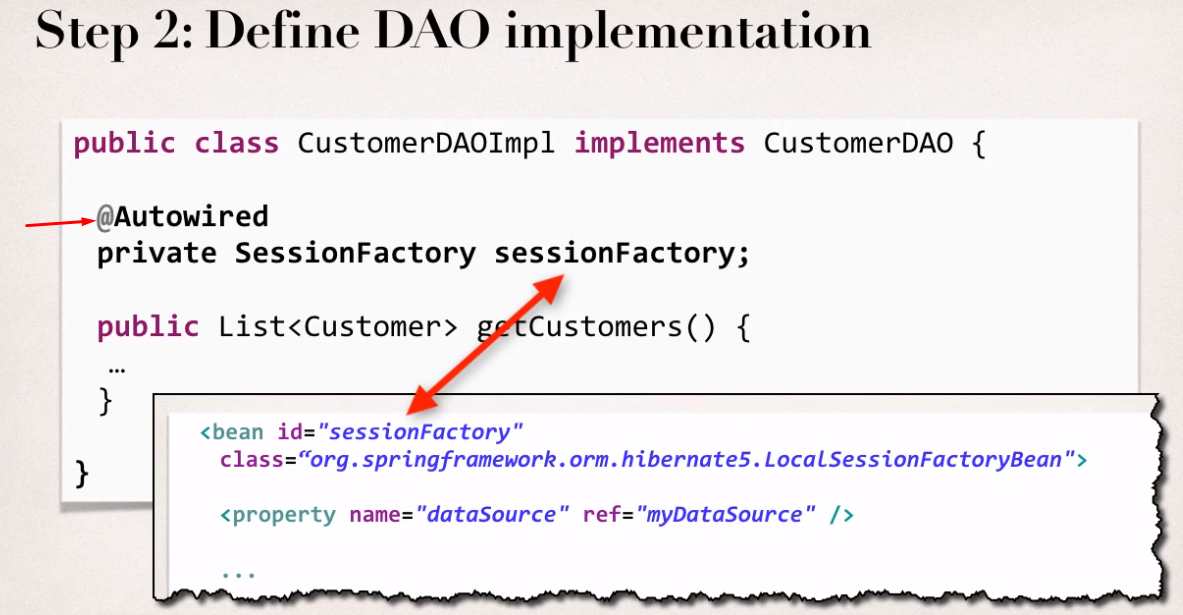 Step 2: Define DAO implementation
public class CustomerDAOImpl implements CustomerDAO {
@Autowired
private SessionFactory sessionFactory;
public List<Customer> getCustomers() {
…
}
}
<bean id="sessionFactory"
class=“org.springframework.orm.hibernate5.LocalSessionFactoryBean">
<property name="dataSource" ref="myDataSource" />
...